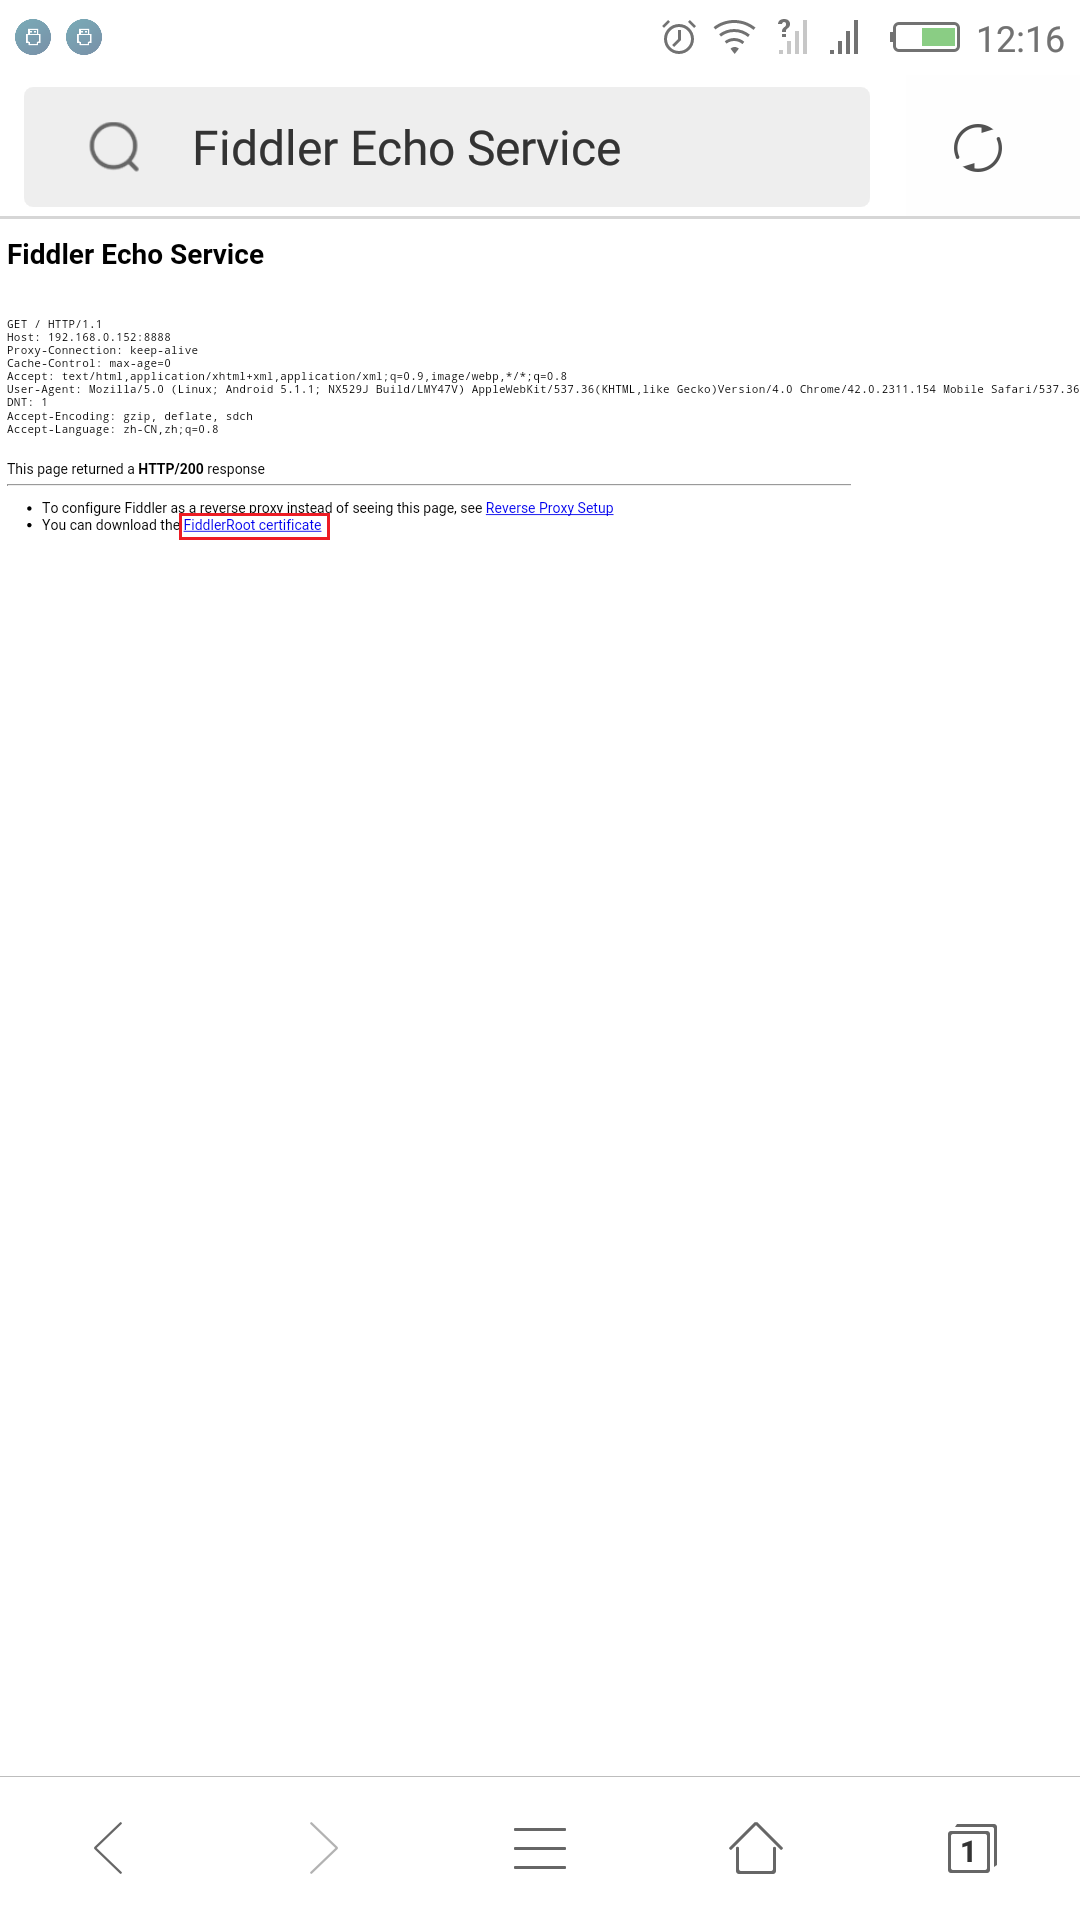 12:16
Fiddler Echo Service
Fiddler Echo Service
GET / HTTP/1.1
Host: 192.168.0.152:8888
Proxy-Connection: keep-alive
Cache-Control: max-age=0
Accept: text/html,application/xhtml+xml,application/xml;q=0.9,image/webp,*/*;q=0.8
User-Agent: Mozilla/5.0 (Linux; Android 5.1.1; NX529J Build/LMY47V) AppleWebKit/537.36(KHTML,like Gecko)Version/4.0 Chrome/42.0.2311.154 Mobile Safari/537.36
DNT: 1
Accept-Encoding: gzip, deflate, sdch
Accept-Language: zh-CN,zh;q=0.8
This page returned a HTTP/200 response
• To configure Fiddler as a reverse proxy instead of seeing this page, see Reverse Proxy Setup
• You can download the FiddlerRoot certificate
1